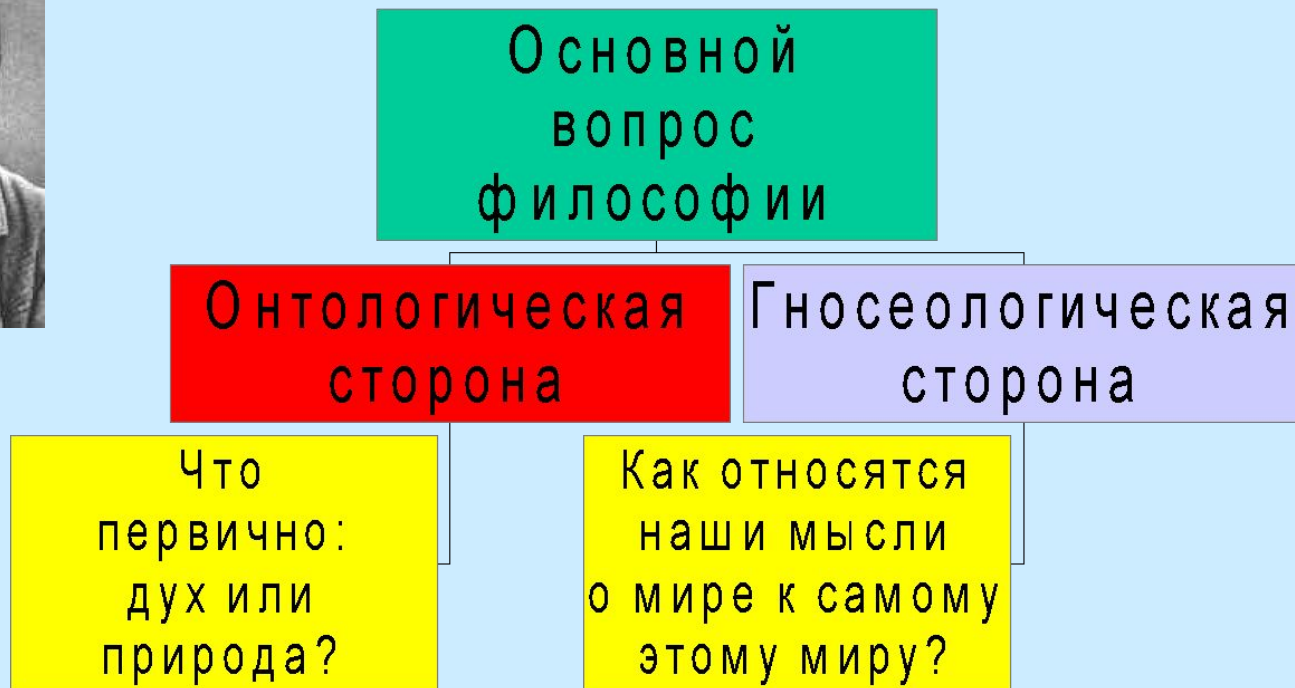 Основной
вопрос
философии
Онтологическая
сторона
Гносеологическая
сторона
Что
первично:
дух или
природа?
Как относятся
наши мысли
о мире к самому
этому миру?